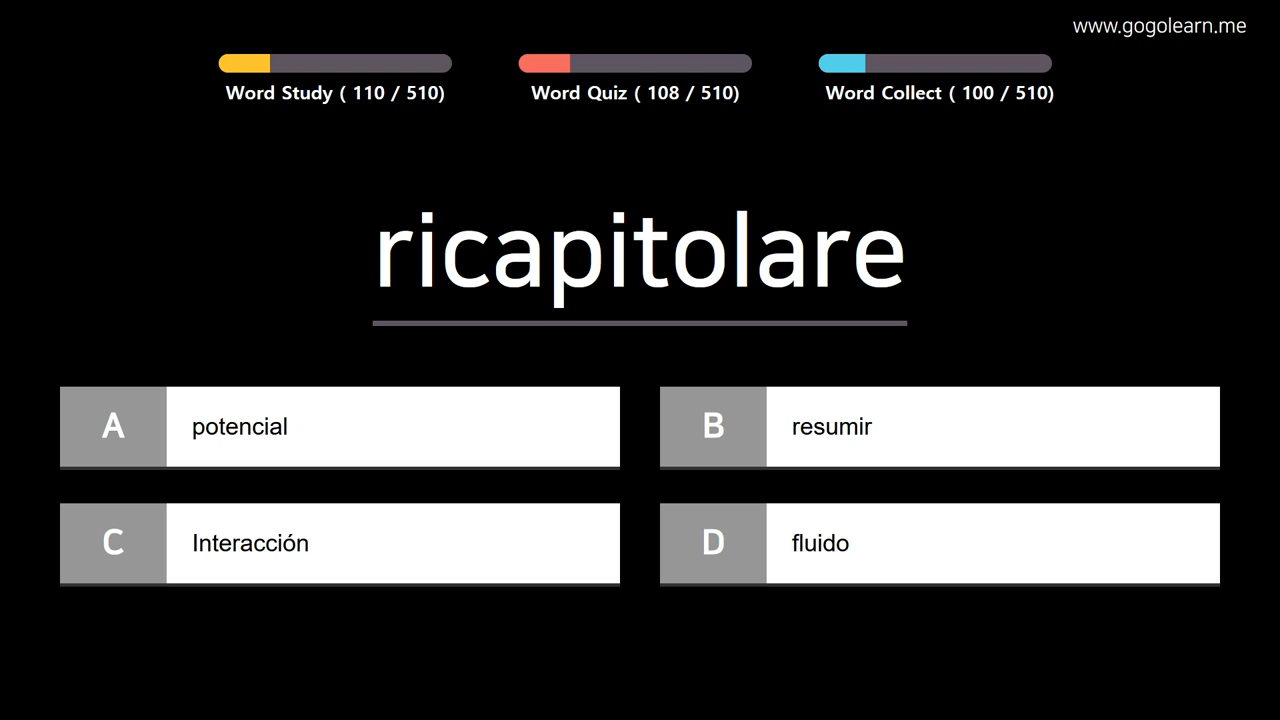 www.gogolearn.me
Word Study ( 110 / 510)
Word Quiz ( 108 / 510)
Word Collect ( 100 / 510)
ricapitolare
A potencial
B resumir
C Interacción
D fluido